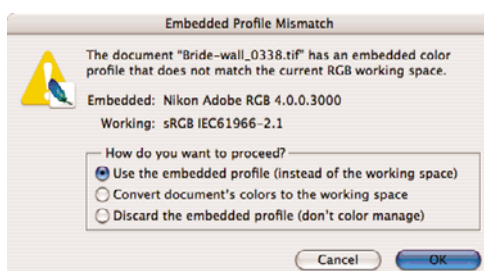 Embedded Profile Mismatch
The document "Bride-wall_0338.tif" has an embedded color
profile that does not match the current RGB working space.
Embedded: Nikon Adobe RGB 4.0.0.3000
Working: sRGB IEC61966-2.1
How do you want to proceed?
Use the embedded profile (instead of the working space)
Convert document's colors to the working space
Discard the embedded profile (don't color manage)
Cancel OK